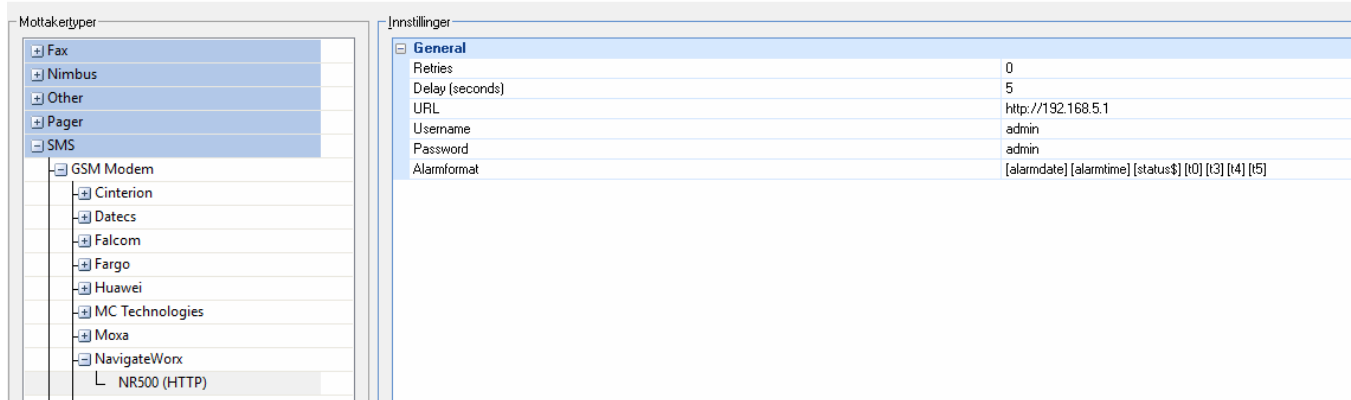 Mottakertyper
Fax
Nimbus
Other
Pager
SMS
GSM Modem
Cinterion
Datecs
Falcom
Fargo
Huawei
MC Technologies
Moxa
NavigateWorx
NR500 (HTTP)
Innstillinger
General
Retries 0
Delay (seconds) 5
URL http://192.168.5.1
Username admin
Password admin
Alarmformat [alarmdate] [alarmtime] [status$] [t0] [t3] [t4] [t5]